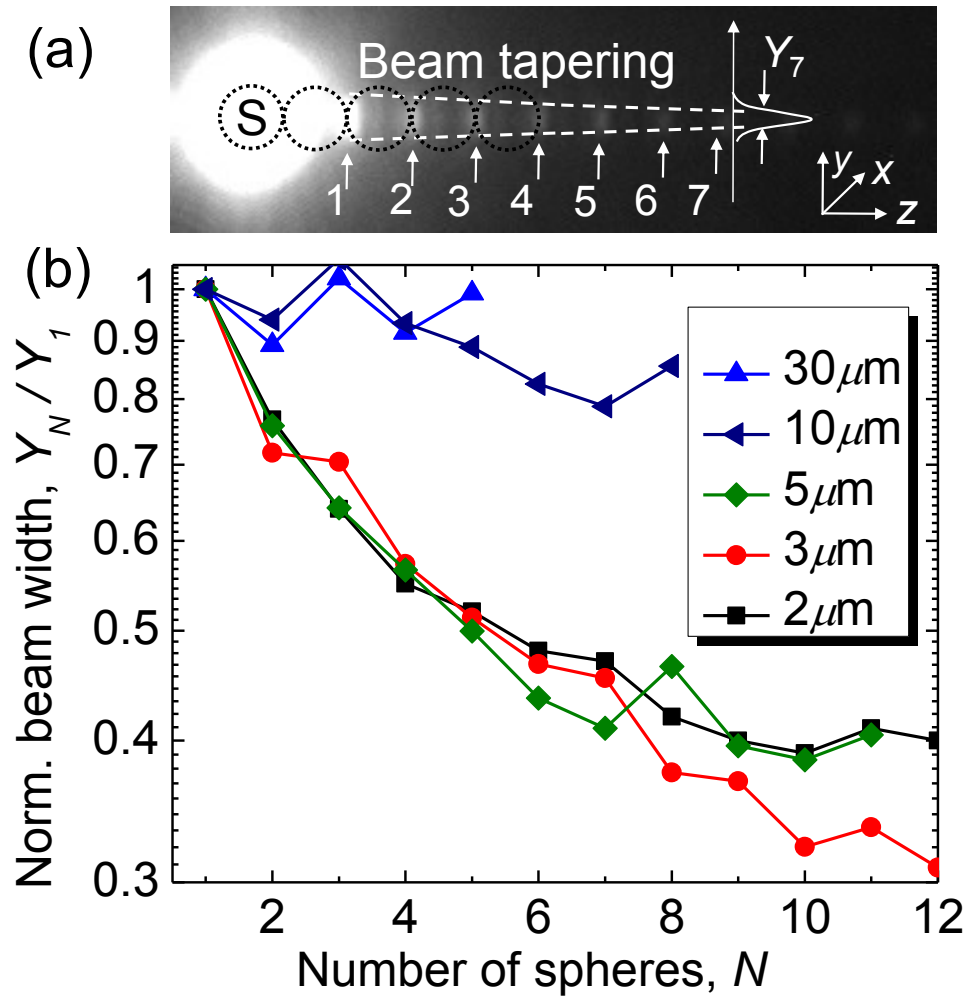 (a)
Beam tapering
Y7
S
1 2 3 4 5 6 7
y
x
z
(b)
Norm. beam width, YN / Y1
1
0.9
0.8
0.7
0.6
0.5
0.4
0.3
30μm
10μm
5μm
3μm
2μm
2 4 6 8 10 12
Number of spheres, N